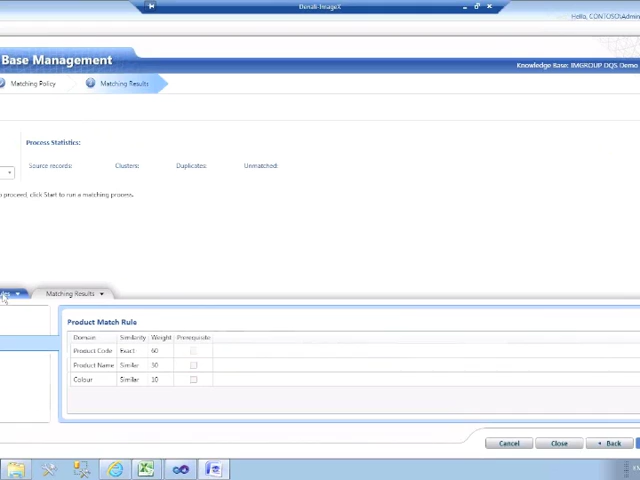 Denali-ImageX
Hello, CONTOSO\Admin
Base Management
Knowledge Base: IMGROUP DQS Demo
Matching Policy
Matching Results
Process Statistics:
Source records: Clusters: Duplicates: Unmatched:
o proceed, click Start to run a matching process.
Matching Results
Product Match Rule
Domain Similarity Weight Prerequisite
Product Code Exact 60
Product Name Similar 30
Colour Similar 10
Cancel Close Back